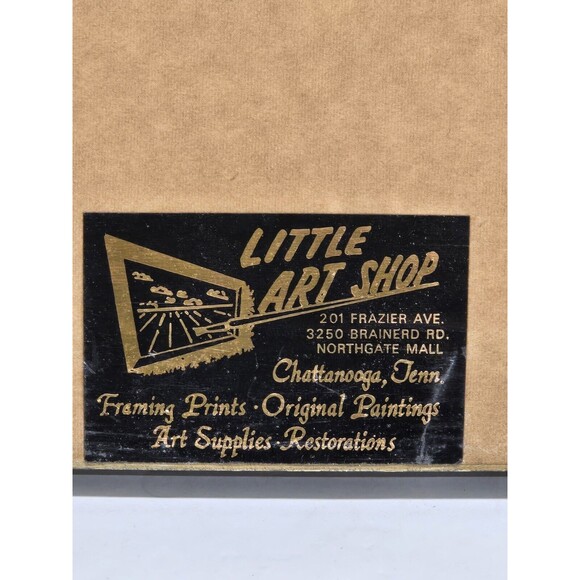 LITTLE
ART SHOP
201 FRAZIER AVE.
3250 BRAINERD RD.
NORTHGATE MALL
Chattanooga, Tenn.
Framing Prints · Original Paintings
Art Supplies · Restorations